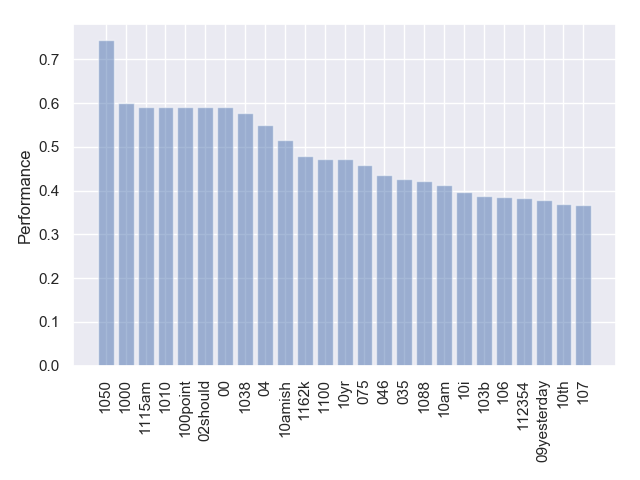 Performance
0.7
0.6
0.5
0.4
0.3
0.2
0.1
0.0
1050
1000
1115am
1010
100point
02should
00
1038
04
10amish
1162k
1100
10yr
075
046
035
1088
10am
10i
103b
106
112354
09yesterday
10th
107